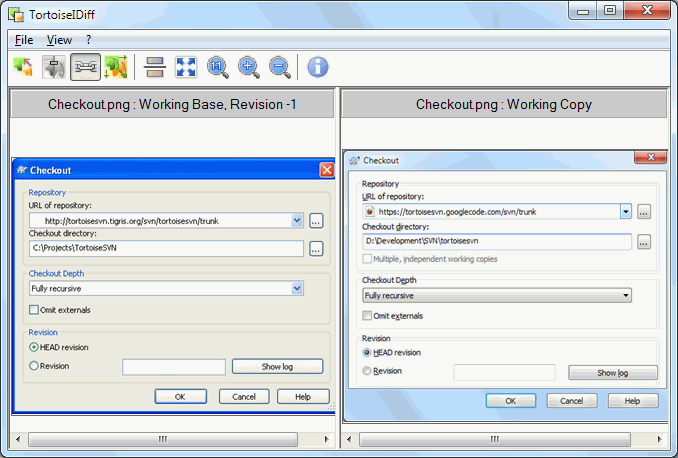 TortoiseIDiff
File View ?
1:1
Checkout.png : Working Base, Revision -1
Checkout
Repository
URL of repository:
http://tortoisesvn.tigris.org/svn/tortoisesvn/trunk
...
Checkout directory:
C:\Projects\TortoiseSVN
...
Checkout Depth
Fully recursive
Omit externals
Revision
HEAD revision
Revision
Show log
OK Cancel Help
Checkout.png : Working Copy
Checkout
Repository
URL of repository:
https://tortoisesvn.googlecode.com/svn/trunk
...
Checkout directory:
D:\Development\SVN\tortoisesvn
...
Multiple, independent working copies
Checkout Depth
Fully recursive
Omit externals
Revision
HEAD revision
Revision
Show log
OK Cancel Help